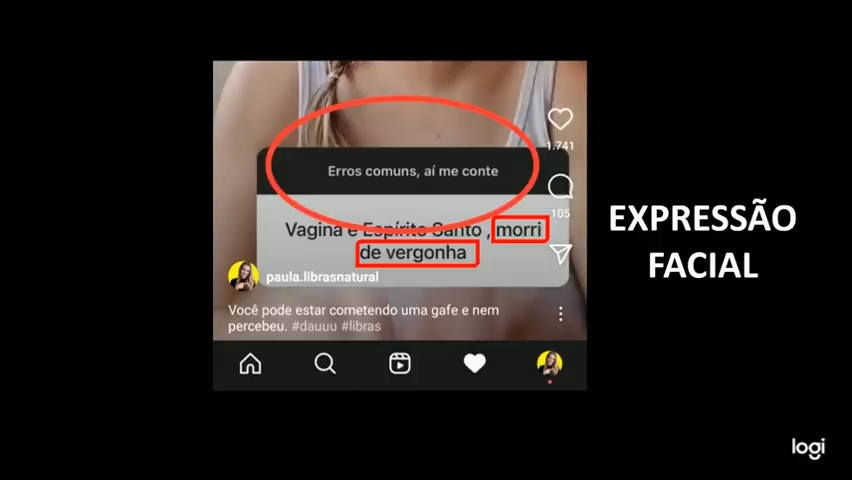 Erros comuns, aí me conte
Vagina e Espírito Santo , morri
de vergonha
1.741
105
paula.librasnatural
Você pode estar cometendo uma gafe e nem
percebeu. #dauuu #libras
EXPRESSÃO
FACIAL
logi